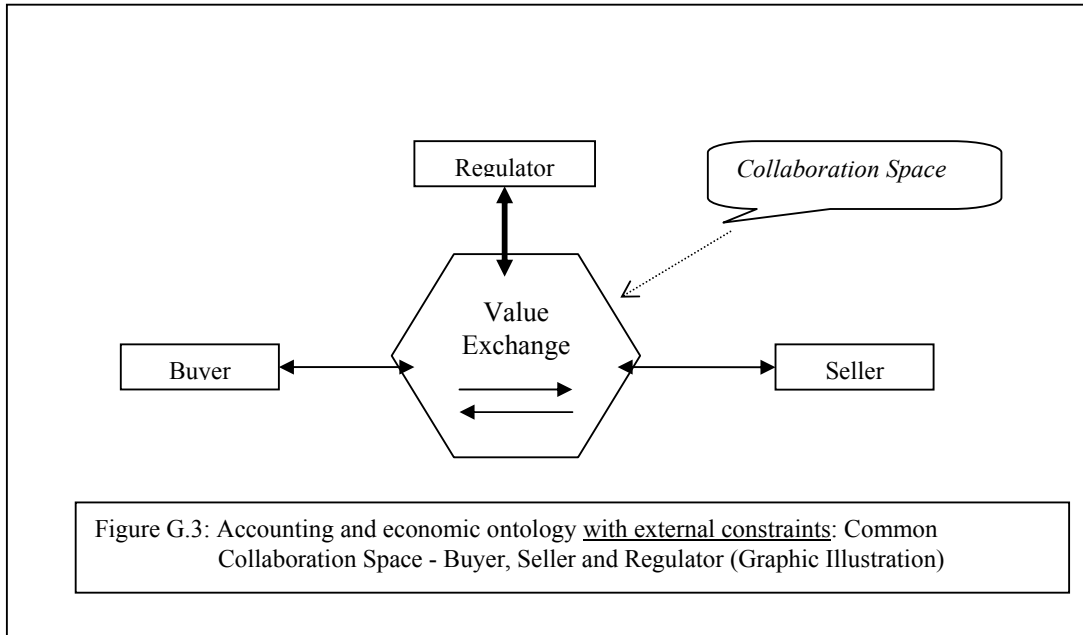 Regulator
Collaboration Space
Value
Exchange
Buyer
Seller
Figure G.3: Accounting and economic ontology with external constraints: Common
Collaboration Space - Buyer, Seller and Regulator (Graphic Illustration)